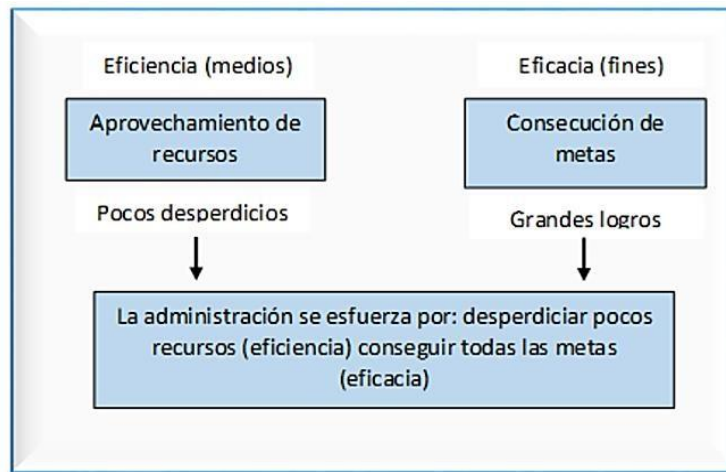 Eficiencia (medios)
Eficacia (fines)
Aprovechamiento de
recursos
Consecución de
metas
Pocos desperdicios
Grandes logros
La administración se esfuerza por: desperdiciar pocos
recursos (eficiencia) conseguir todas las metas
(eficacia)